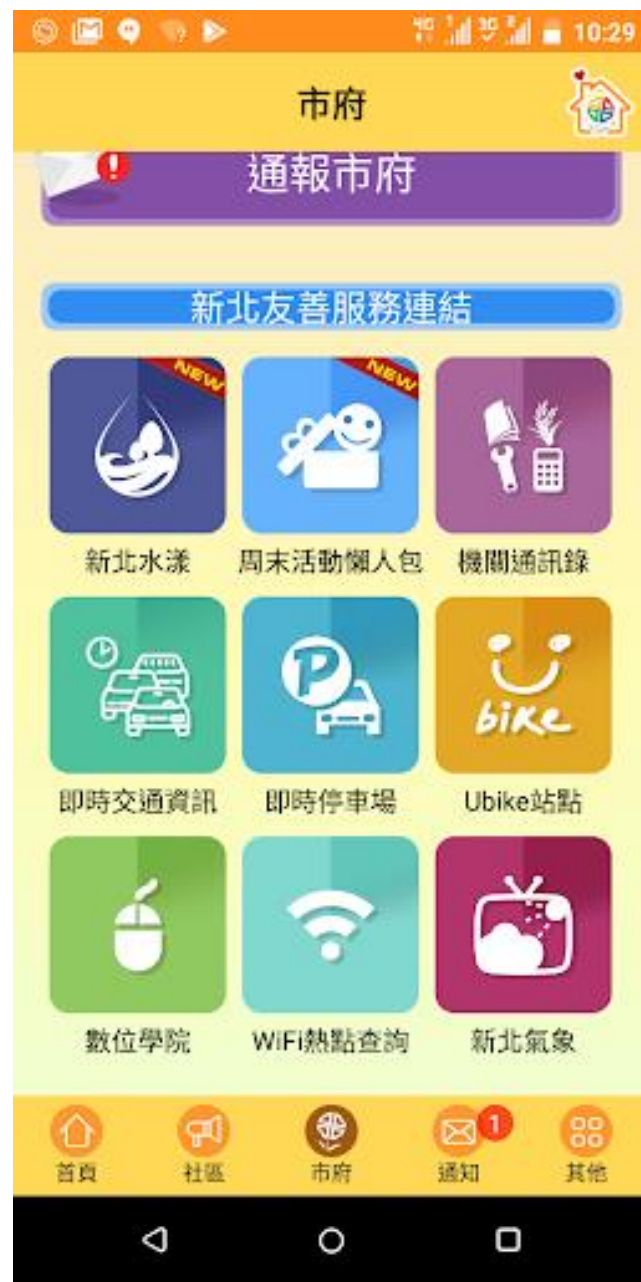 4G 1 3G R 10:29
市府
通報市府
新北友善服務連結
NEW NEW
新北水漾 周末活動懶人包 機關通訊錄
P bike
即時交通資訊 即時停車場 Ubike站點
數位學院 WiFi熱點查詢 新北氣象
1
首頁 社區 市府 通知 其他